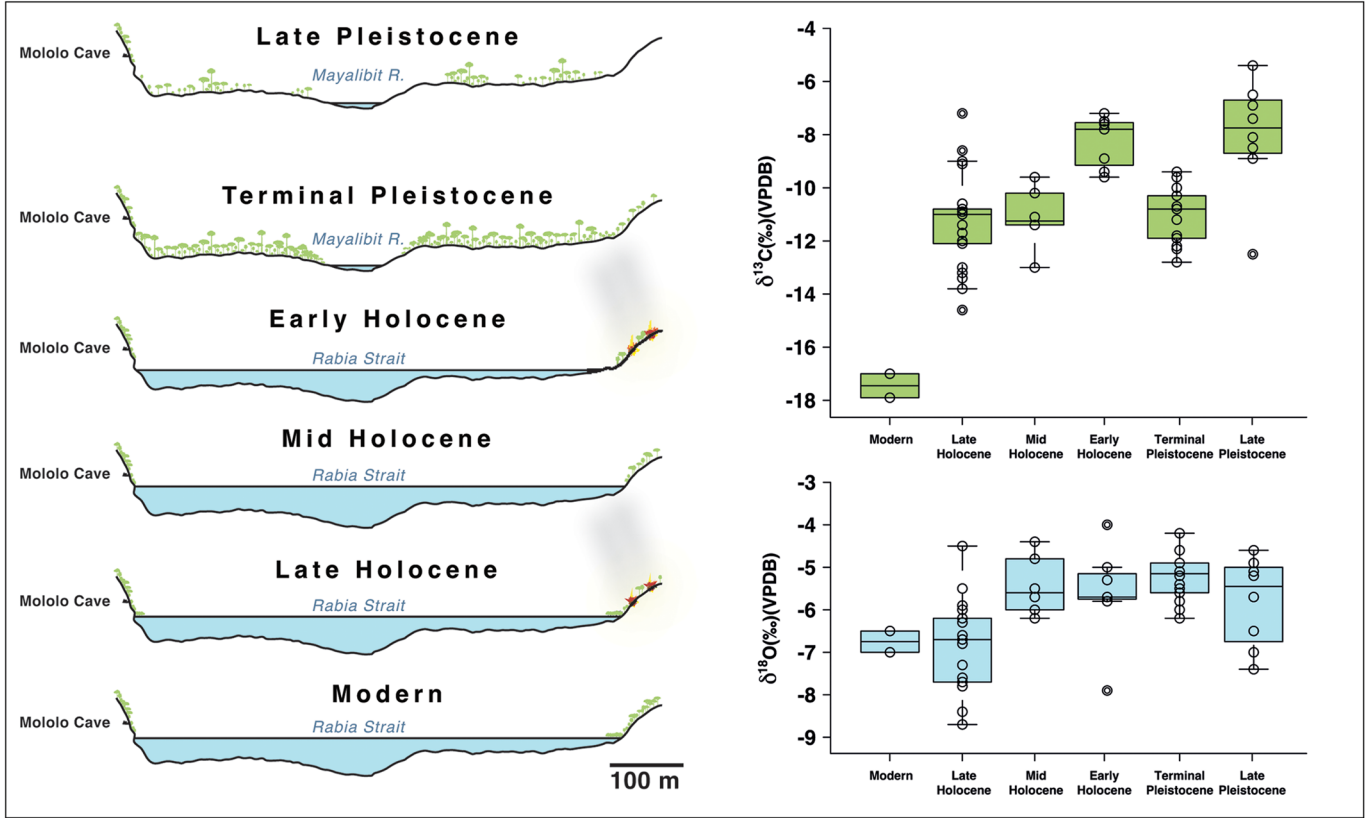 Late Pleistocene
Mololo Cave
Mayalibit R.
Terminal Pleistocene
Mololo Cave
Mayalibit R.
Early Holocene
Mololo Cave
Rabia Strait
Mid Holocene
Mololo Cave
Rabia Strait
Late Holocene
Mololo Cave
Rabia Strait
Modern
Mololo Cave
Rabia Strait
100 m
δ13C(‰)(VPDB)
-4
-6
-8
-10
-12
-14
-16
-18
Modern
Late
Holocene
Mid
Holocene
Early
Holocene
Terminal
Pleistocene
Late
Pleistocene
δ18O(‰)(VPDB)
-3
-4
-5
-6
-7
-8
-9
Modern
Late
Holocene
Mid
Holocene
Early
Holocene
Terminal
Pleistocene
Late
Pleistocene